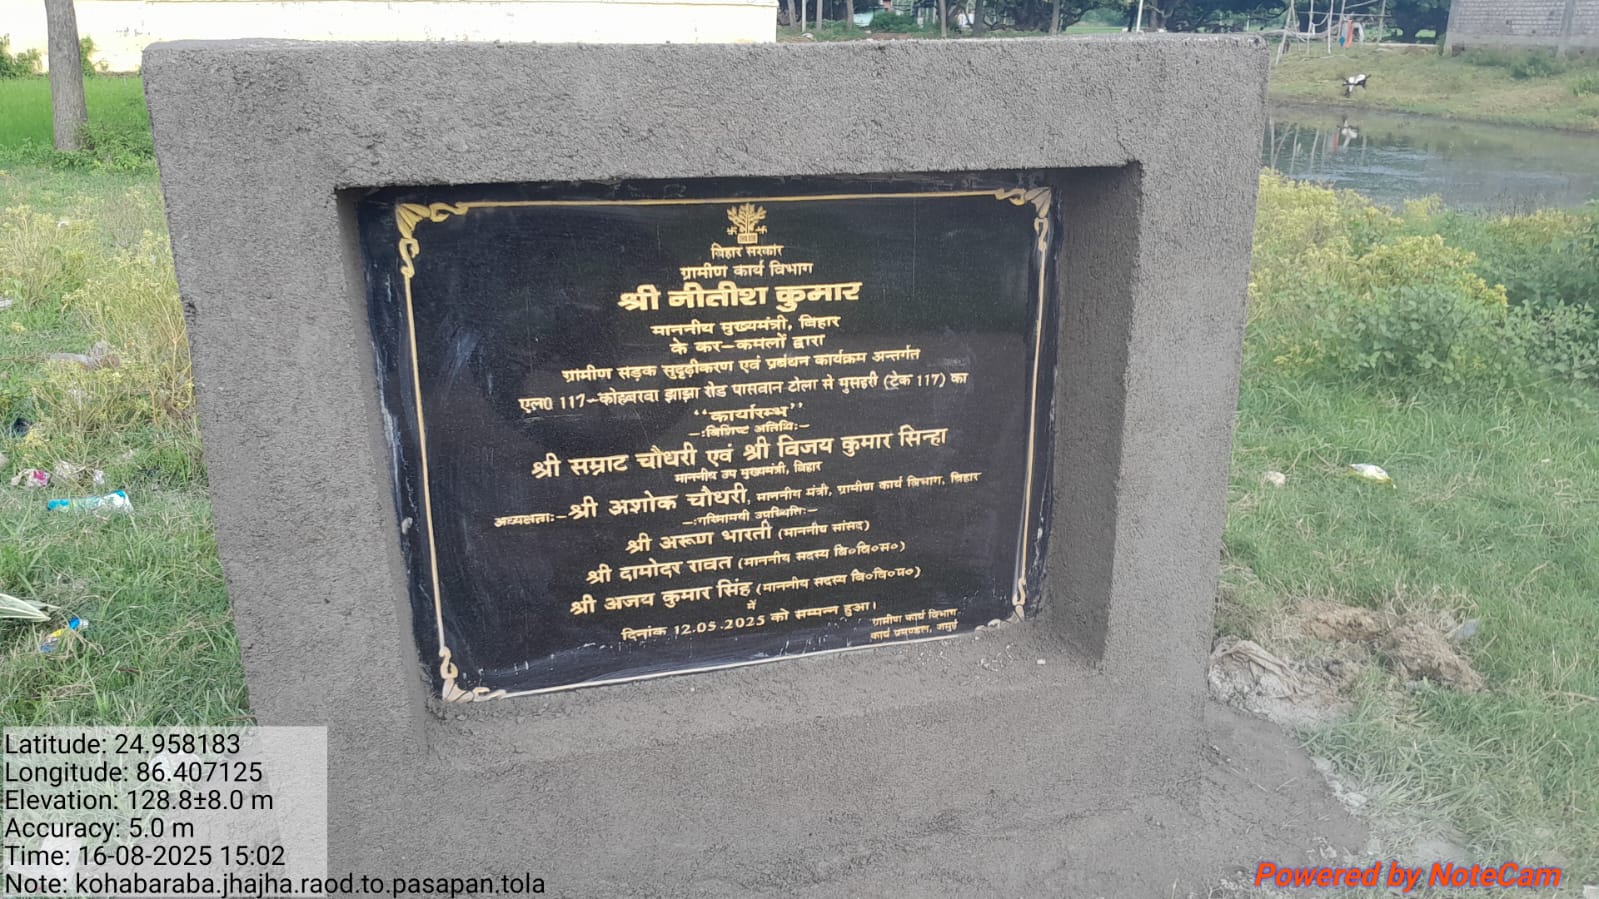 बिहार सरकार
ग्रामीण कार्य विभाग
श्री नीतीश कुमार
माननीय मुख्यमंत्री, बिहार
के कर-कमलों द्वारा
ग्रामीण सड़क सुदृढ़ीकरण एवं प्रबंधन कार्यक्रम अन्तर्गत
एल0 117-कोहबरवा झाझा रोड पासवान टोला से मुसहरी (टेक 117) का
"कार्यारम्भ"
-:विशिष्ट अतिथि:-
श्री सम्राट चौधरी एवं श्री विजय कुमार सिन्हा
माननीय उप मुख्यमंत्री, बिहार
अध्यक्षता:-श्री अशोक चौधरी, माननीय मंत्री, ग्रामीण कार्य विभाग, बिहार
-:गरिमामयी उपस्थिति:-
श्री अरूण भारती (माननीय सांसद)
श्री दामोदर रावत (माननीय सदस्य बि०वि०स०)
श्री अजय कुमार सिंह (माननीय सदस्य बि०वि०प०)
में
दिनांक 12.05.2025 को सम्पन्न हुआ।
ग्रामीण कार्य विभाग
कार्य प्रमण्डल, जमुई
Latitude: 24.958183
Longitude: 86.407125
Elevation: 128.8±8.0 m
Accuracy: 5.0 m
Time: 16-08-2025 15:02
Note: kohabaraba.jhajha.raod.to.pasapan.tola
Powered by NoteCam